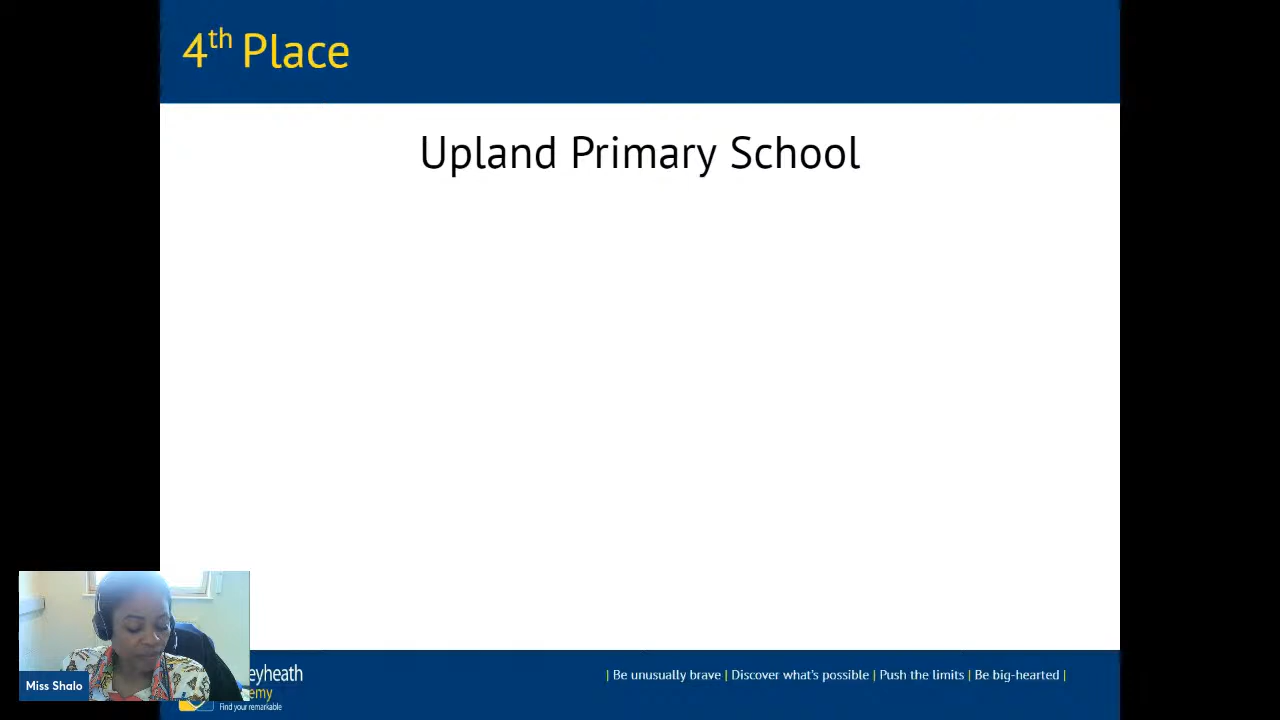 4th Place
Upland Primary School
Miss Shalo
eyheath
emy
Find your remarkable
| Be unusually brave | Discover what's possible | Push the limits | Be big-hearted |